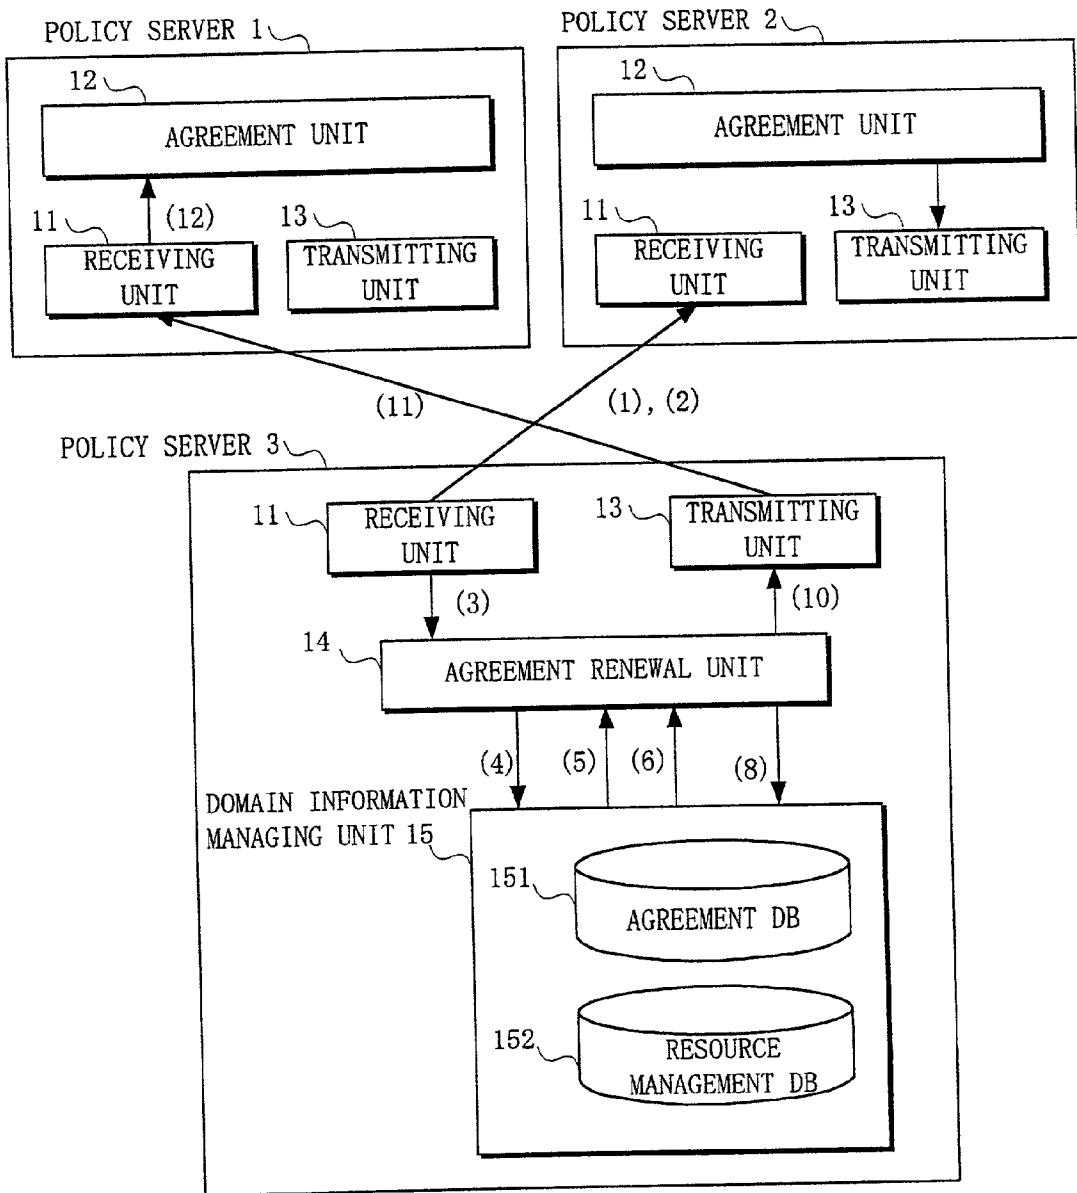 POLICY SERVER 1
12
AGREEMENT UNIT
11
(12)
RECEIVING
UNIT
13
TRANSMITTING
UNIT
POLICY SERVER 2
12
AGREEMENT UNIT
11
RECEIVING
UNIT
13
TRANSMITTING
UNIT
(11)
(1), (2)
POLICY SERVER 3
11
RECEIVING
UNIT
13
TRANSMITTING
UNIT
(3)
(10)
14
AGREEMENT RENEWAL UNIT
(4)
(5)
(6)
(8)
DOMAIN INFORMATION
MANAGING UNIT 15
151
AGREEMENT DB
152
RESOURCE
MANAGEMENT DB